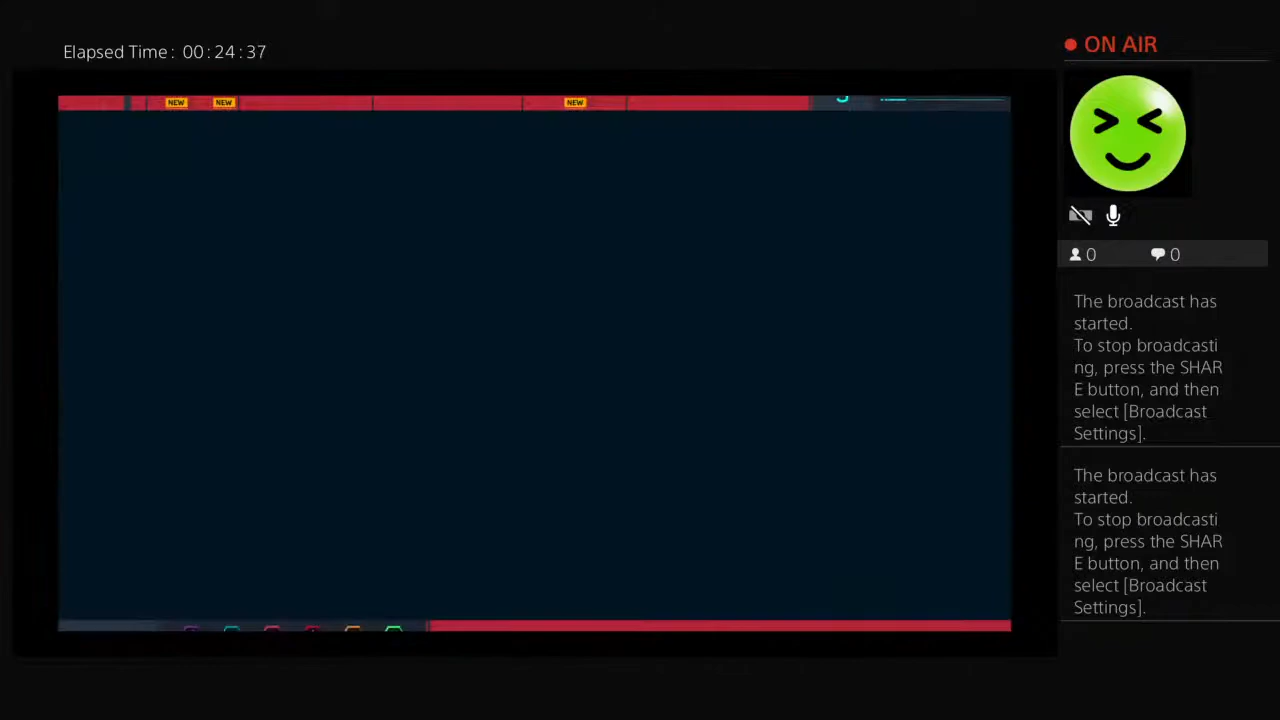 Elapsed Time: 00:24:37
ON AIR
NEW NEW NEW
0 0
The broadcast has
started.
To stop broadcasti
ng, press the SHAR
E button, and then
select [Broadcast
Settings].
The broadcast has
started.
To stop broadcasti
ng, press the SHAR
E button, and then
select [Broadcast
Settings].